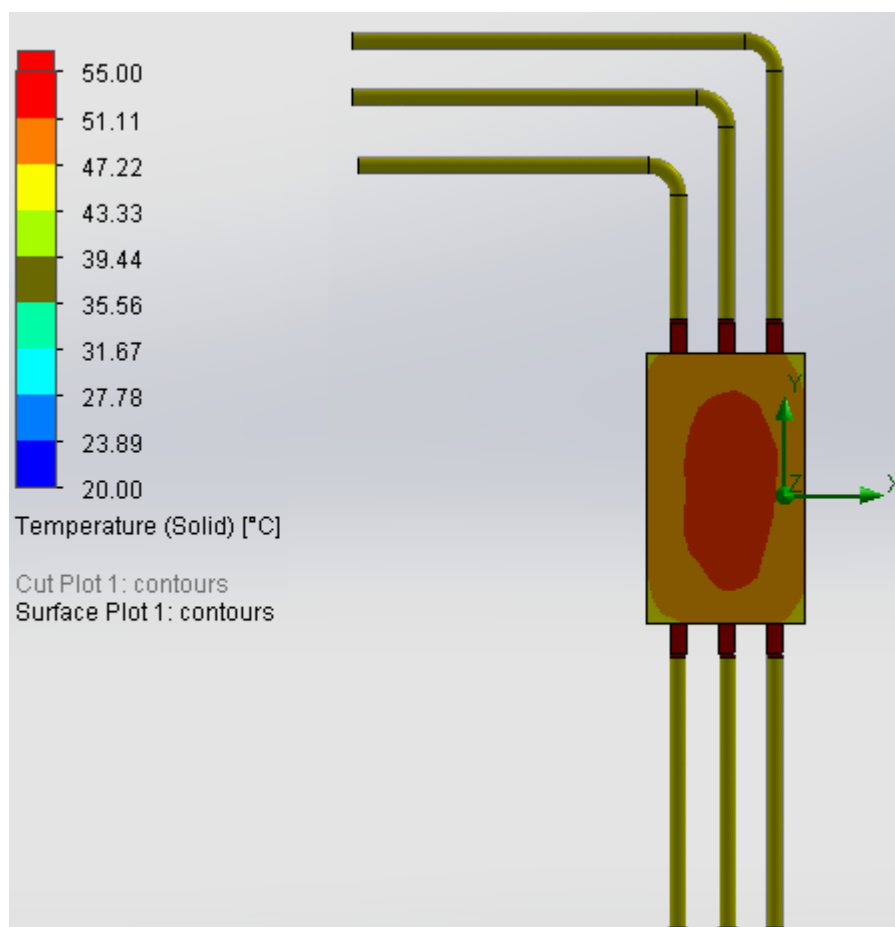 55.00
51.11
47.22
43.33
39.44
35.56
31.67
27.78
23.89
20.00
Temperature (Solid) [°C]
Cut Plot 1: contours
Surface Plot 1: contours
Y
Z
X